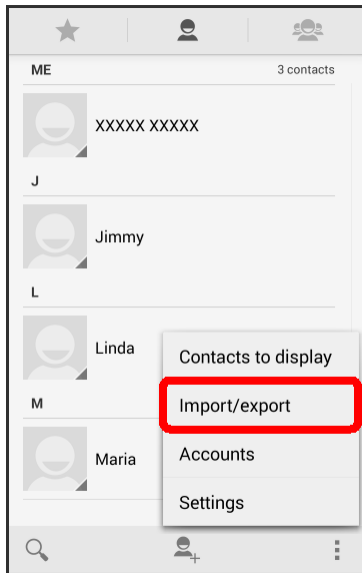 ME 3 contacts
XXXXX XXXXX
J
Jimmy
L
Linda
M
Maria
Contacts to display
Import/export
Accounts
Settings